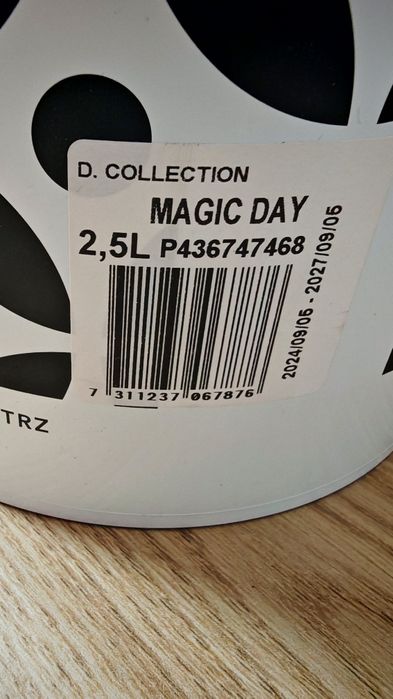 D. COLLECTION
MAGIC DAY
2,5L P436747468
2024/09/06 - 2027/09/06
7 311237 067876
TRZ